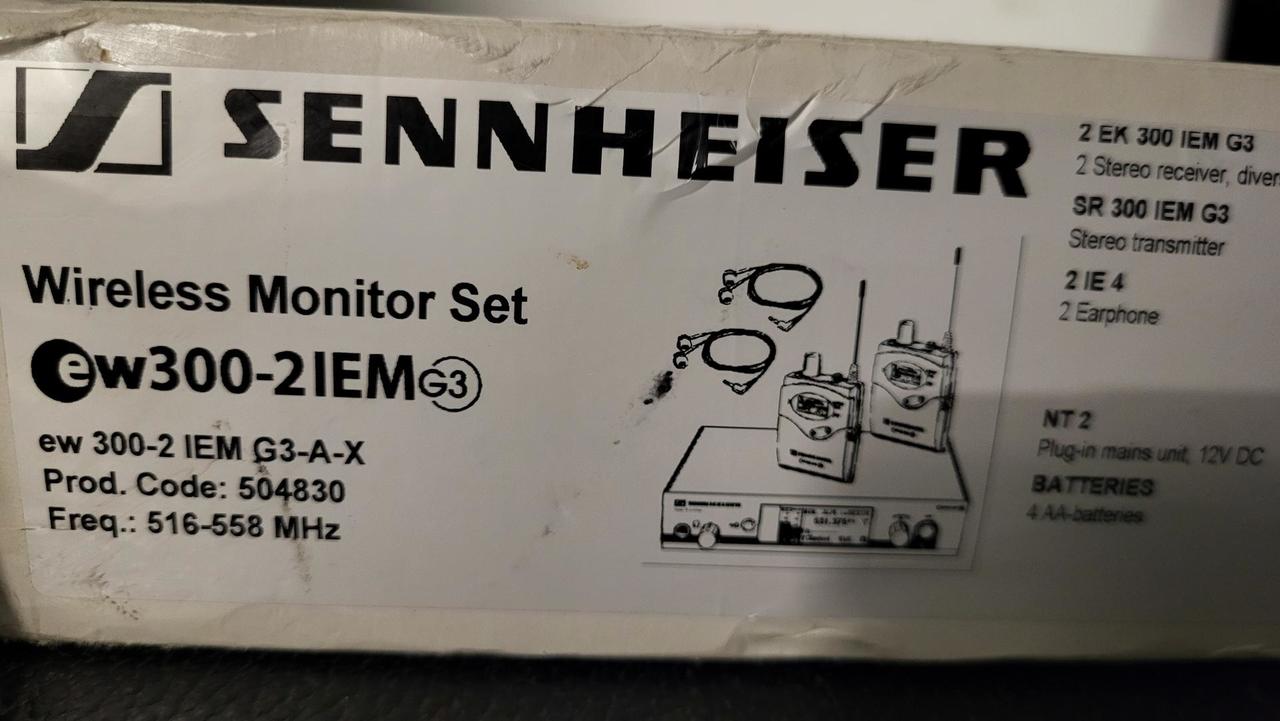 SENNHEISER
Wireless Monitor Set
ew300-2IEM G3
ew 300-2 IEM G3-A-X
Prod. Code: 504830
Freq.: 516-558 MHz
2 EK 300 IEM G3
2 Stereo receiver,
SR 300 IEM G3
Stereo transmitter
2 IE 4
2 Earphone
NT 2
Plug-in mains unit, 12V DC
BATTERIES
4 AA-batteries